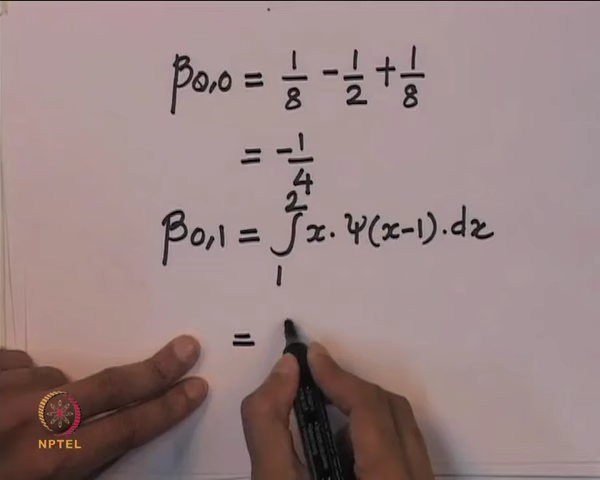 β0,0 = 1/8 - 1/2 + 1/8
= -1/4
β0,1 = ∫₁² x. Ψ(x-1).dx
=
NPTEL